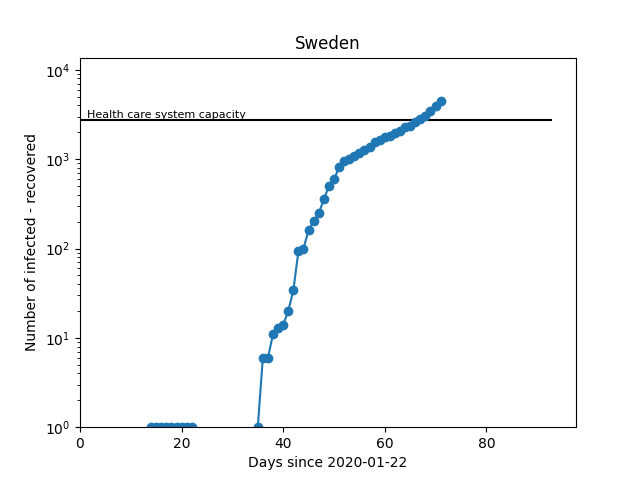 Sweden
10⁴
Health care system capacity
10³
10²
10¹
10⁰
Number of infected - recovered
0 20 40 60 80
Days since 2020-01-22